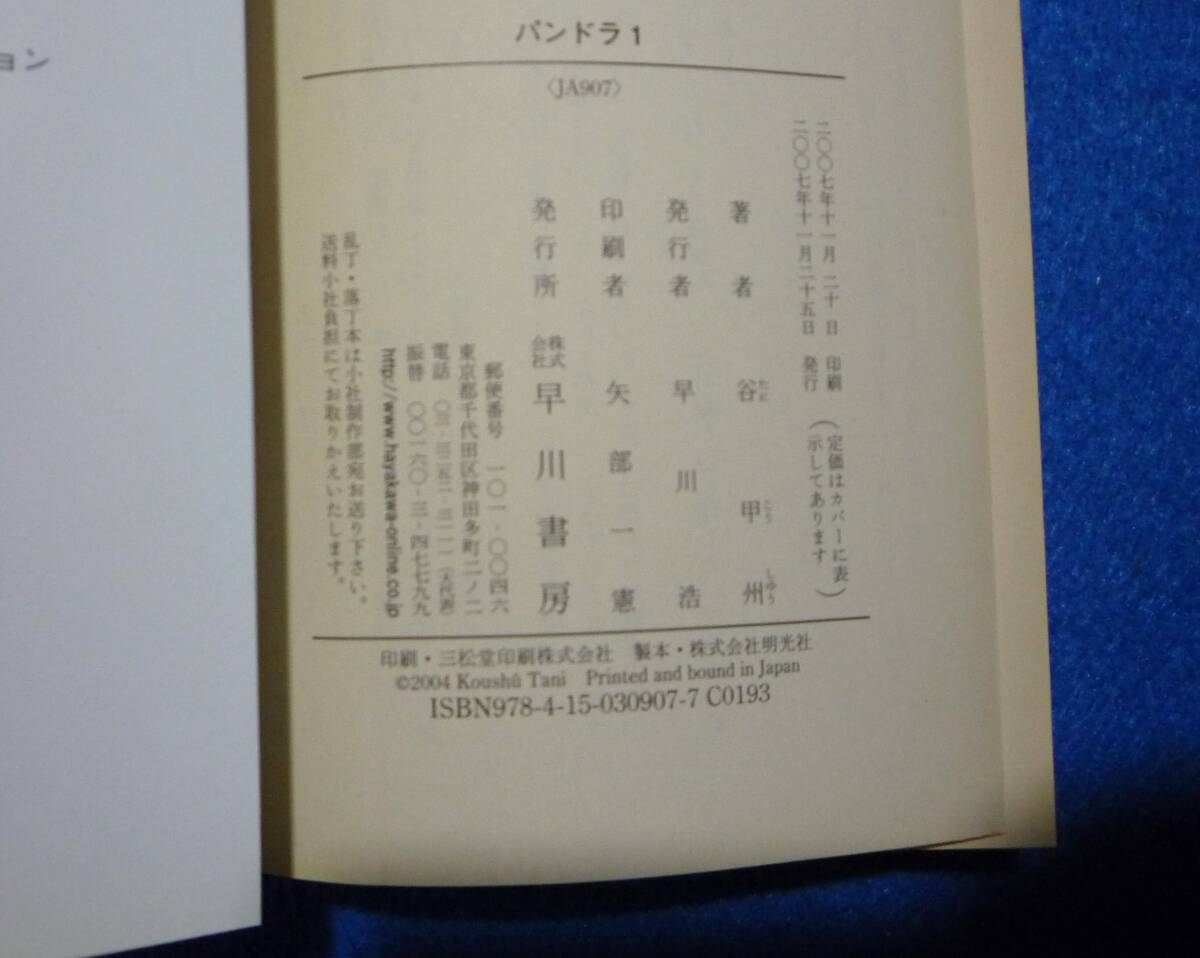 ョン
パンドラ1
〈JA907〉
二〇〇七年十一月二十日 印刷
二〇〇七年十一月二十五日 発行
(定価はカバーに表
示してあります)
著者 谷甲州
たに こう しゅう
発行者 早川浩
印刷者 矢部一憲
発行所 株式会社 早川書房
郵便番号 一〇一-〇〇四六
東京都千代田区神田多町二ノ二
電話 〇三-三二五二-三一一一(大代表)
振替 〇〇一六〇-三-四七七九九
http://www.hayakawa-online.co.jp
乱丁・落丁本は小社制作部宛お送り下さい。
送料小社負担にてお取りかえいたします。
印刷・三松堂印刷株式会社 製本・株式会社明光社
©2004 Koushû Tani Printed and bound in Japan
ISBN978-4-15-030907-7 C0193